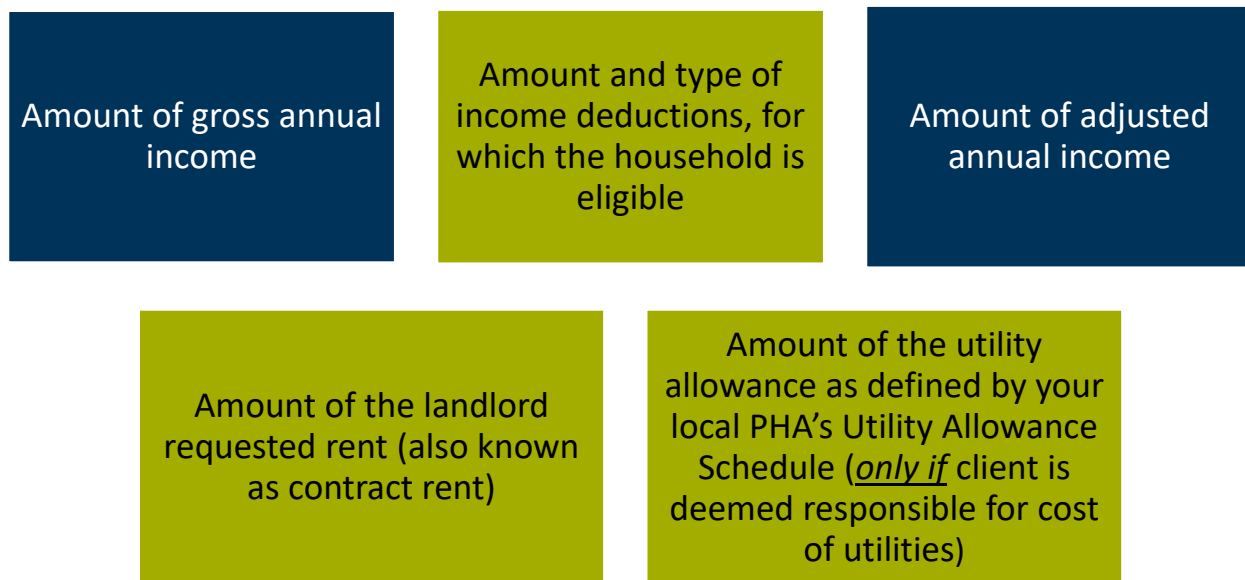 Amount of gross annual
income
Amount and type of
income deductions, for
which the household is
eligible
Amount of adjusted
annual income
Amount of the landlord
requested rent (also known
as contract rent)
Amount of the utility
allowance as defined by your
local PHA’s Utility Allowance
Schedule (only if client is
deemed responsible for cost
of utilities)